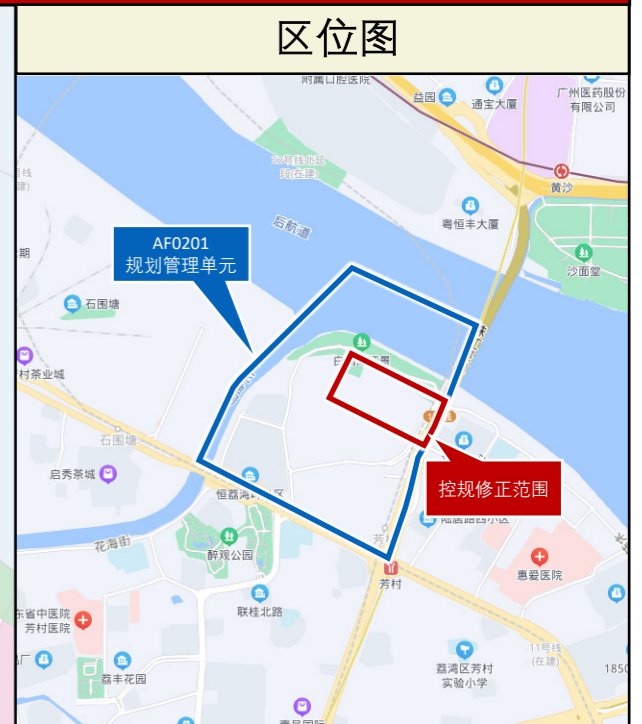 区位图
附属口腔医院
益园
通宝大厦
广州医药股份
有限公司
11号线北延
段(在建)
黄沙
后航道
粤恒丰大厦
AF0201
规划管理单元
沙面堂
期
石围塘
村茶业城
石围塘
启秀茶城
控规修正范围
花海街
醉观公园
芳村
惠爱医院
东省中医院
芳村医院
联桂北路
11号线
(在建)
荔丰花园
荔湾区芳村
实验小学
1850